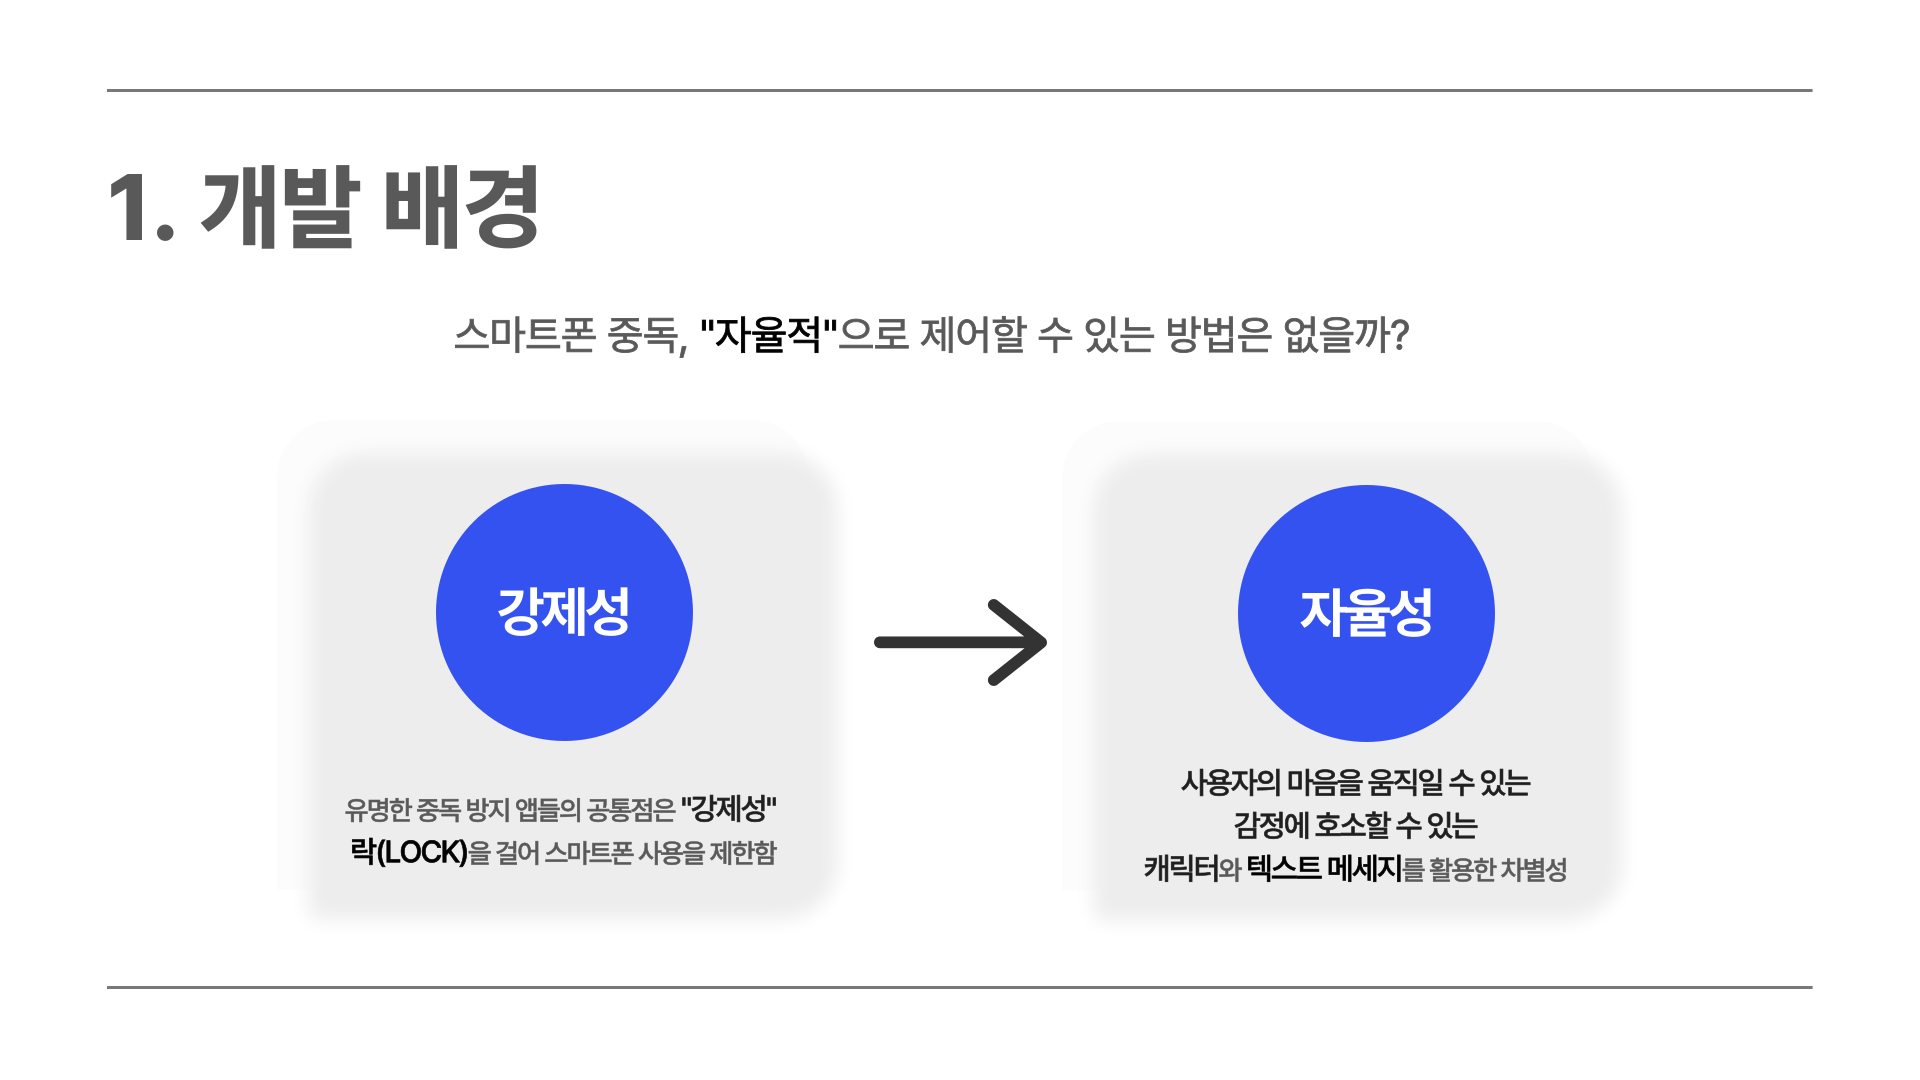 1. 개발 배경
스마트폰 중독, "자율적"으로 제어할 수 있는 방법은 없을까?
강제성
유명한 중독 방지 앱들의 공통점은 "강제성"
락(LOCK)을 걸어 스마트폰 사용을 제한함
자율성
사용자의 마음을 움직일 수 있는
감정에 호소할 수 있는
캐릭터와 텍스트 메세지를 활용한 차별성